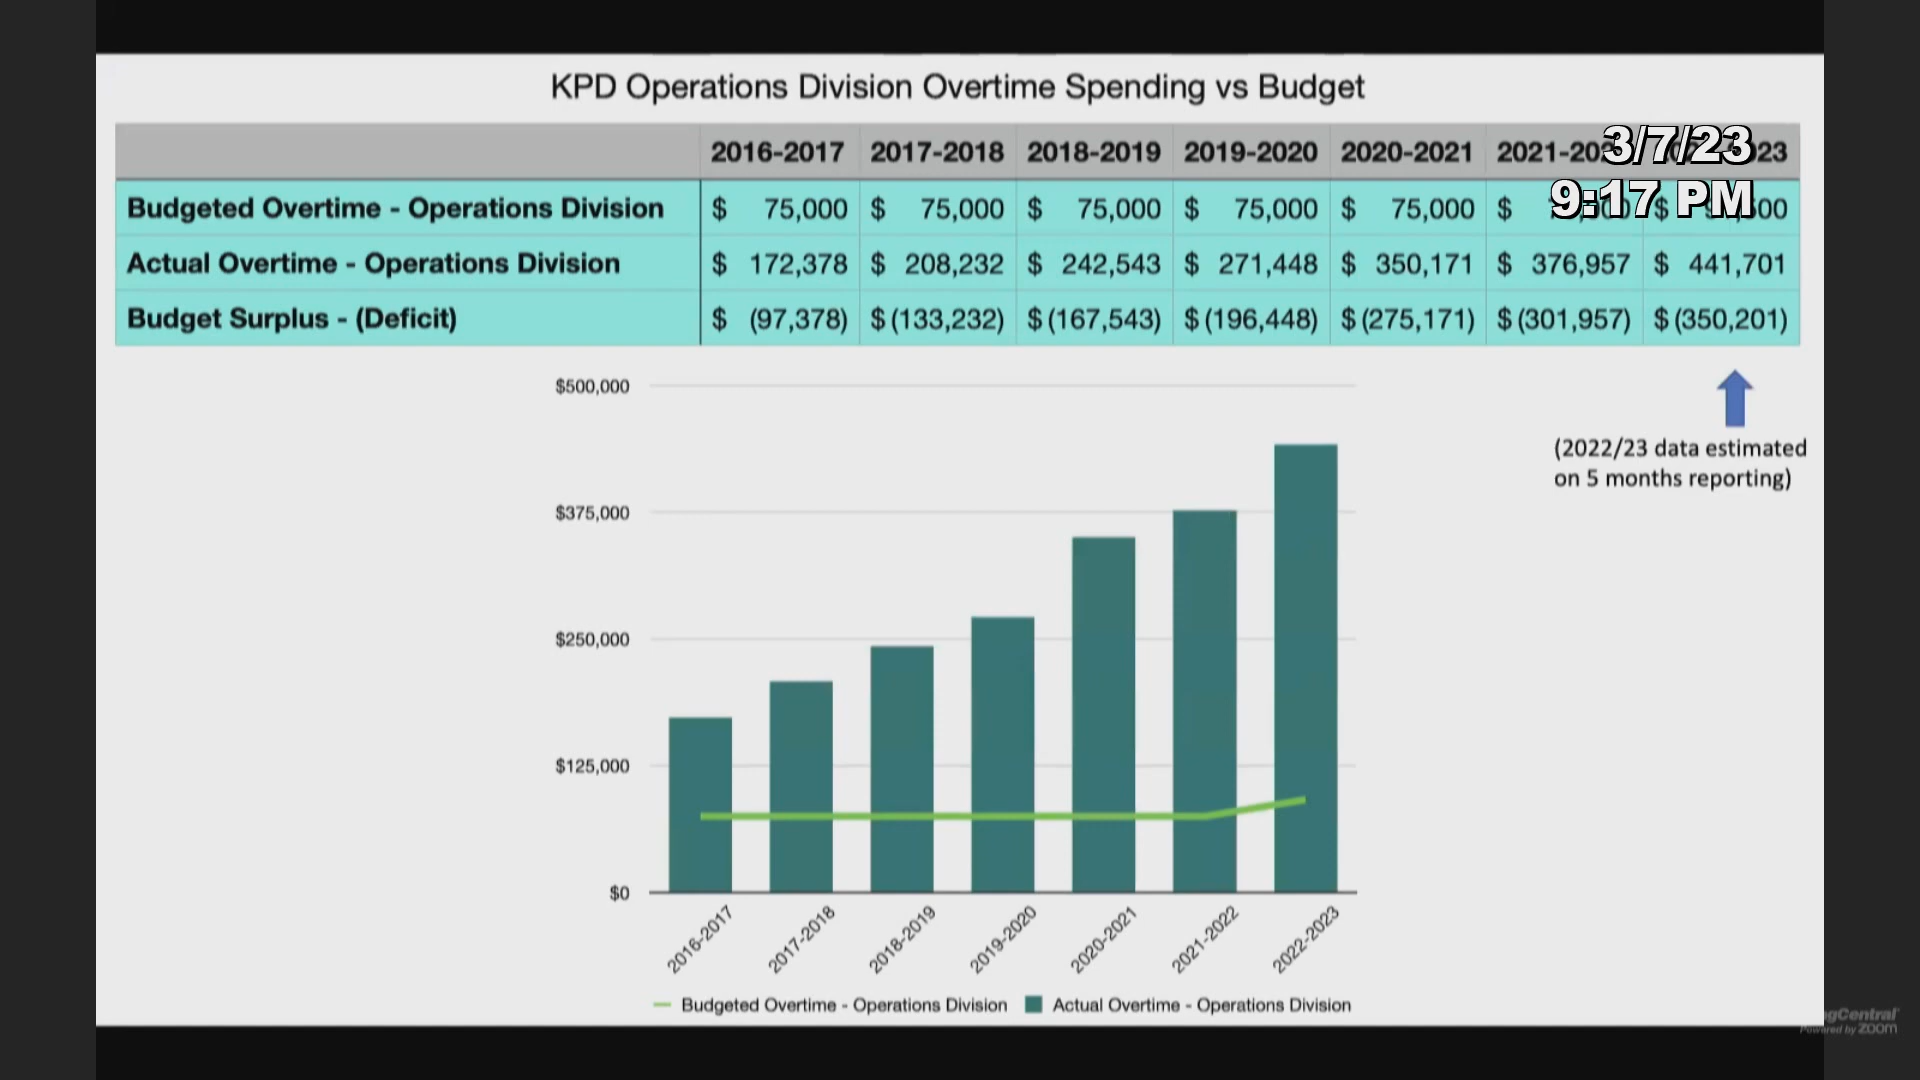 KPD Operations Division Overtime Spending vs Budget
3/7/23
9:17 PM
2016-2017 2017-2018 2018-2019 2019-2020 2020-2021
Budgeted Overtime - Operations Division $ 75,000 $ 75,000 $ 75,000 $ 75,000 $ 75,000 $ $
Actual Overtime - Operations Division $ 172,378 $ 208,232 $ 242,543 $ 271,448 $ 350,171 $ 376,957 $ 441,701
Budget Surplus - (Deficit) $ (97,378) $ (133,232) $ (167,543) $ (196,448) $ (275,171) $ (301,957) $ (350,201)
(2022/23 data estimated
on 5 months reporting)
$500,000
$375,000
$250,000
$125,000
$0
2016-2017 2017-2018 2018-2019 2019-2020 2020-2021 2021-2022 2022-2023
Budgeted Overtime - Operations Division Actual Overtime - Operations Division
Powered by zoom